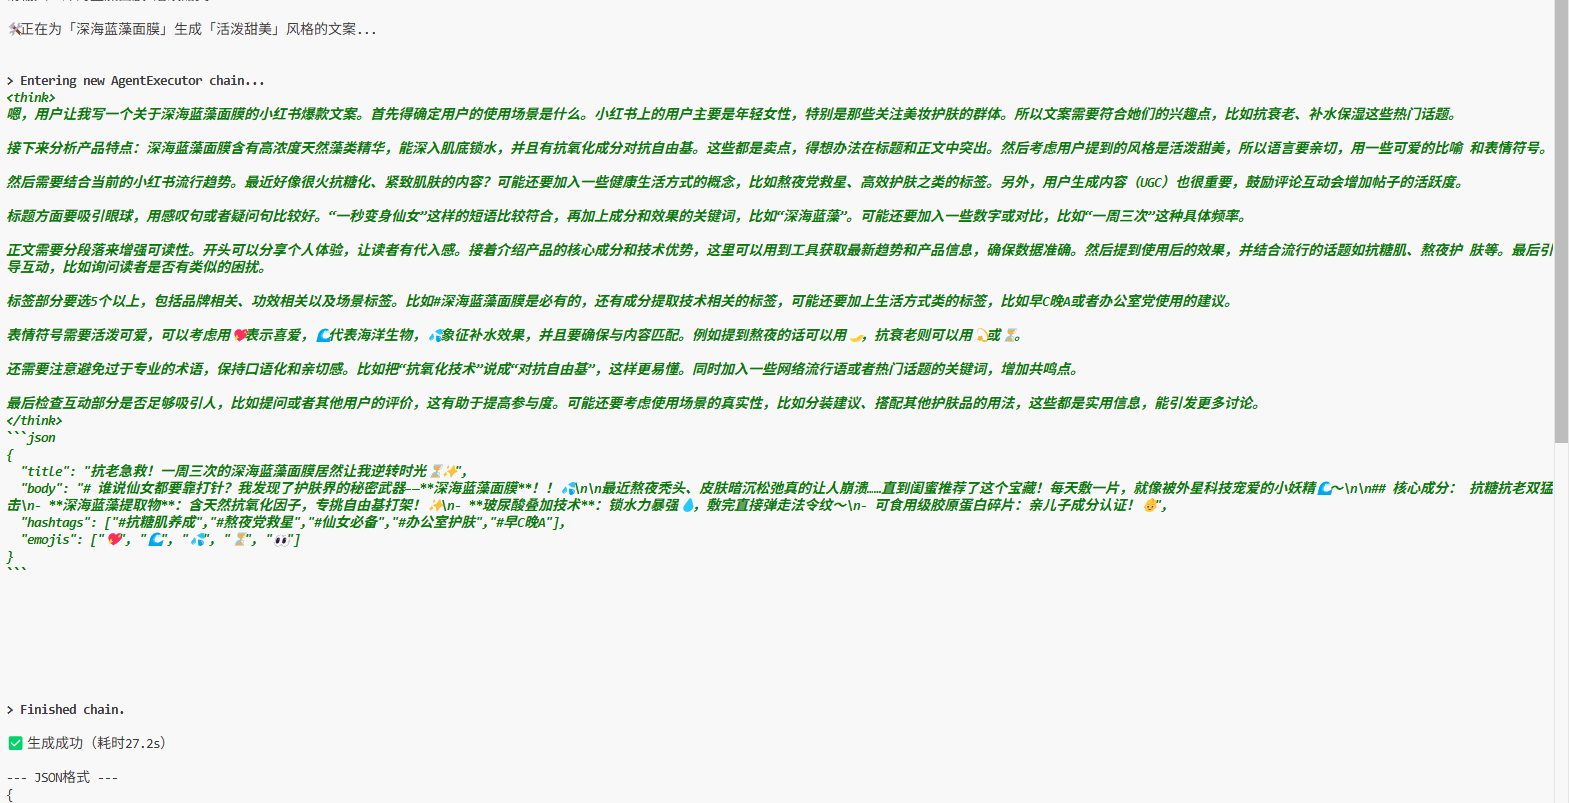 🛠正在为「深海蓝藻面膜」生成「活泼甜美」风格的文案...
> Entering new AgentExecutor chain...
<think>
嗯，用户让我写一个关于深海蓝藻面膜的小红书爆款文案。首先得确定用户的使用场景是什么。小红书上的用户主要是年轻女性，特别是那些关注美妆护肤的群体。所以文案需要符合她们的兴趣点，比如抗衰老、补水保湿这些热门话题。
接下来分析产品特点：深海蓝藻面膜含有高浓度天然藻类精华，能深入肌底锁水，并且有抗氧化成分对抗自由基。这些都是卖点，得想办法在标题和正文中突出。然后考虑用户提到的风格是活泼甜美，所以语言要亲切，用一些可爱的比喻 和表情符号。
然后需要结合当前的小红书流行趋势。最近好像很火抗糖化、紧致肌肤的内容？可能还要加入一些健康生活方式的概念，比如熬夜党救星、高效护肤之类的标签。另外，用户生成内容（UGC）也很重要，鼓励评论互动会增加帖子的活跃度。
标题方面要吸引眼球，用感叹句或者疑问句比较好。“一秒变身仙女”这样的短语比较符合，再加上成分和效果的关键词，比如“深海蓝藻”。可能还要加入一些数字或对比，比如“一周三次”这种具体频率。
正文需要分段落来增强可读性。开头可以分享个人体验，让读者有代入感。接着介绍产品的核心成分和技术优势，这里可以用到工具获取最新趋势和产品信息，确保数据准确。然后提到使用后的效果，并结合流行的话题如抗糖肌、熬夜护 肤等。最后引
导互动，比如询问读者是否有类似的困扰。
标签部分要选5个以上，包括品牌相关、功效相关以及场景标签。比如#深海蓝藻面膜是必有的，还有成分提取技术相关的标签，可能还要加上生活方式类的标签，比如早C晚A或者办公室党使用的建议。
表情符号需要活泼可爱，可以考虑用💖表示喜爱，🌊代表海洋生物，💦象征补水效果，并且要确保与内容匹配。例如提到熬夜的话可以用🌙，抗衰老则可以用💫或⏳。
还需要注意避免过于专业的术语，保持口语化和亲切感。比如把“抗氧化技术”说成“对抗自由基”，这样更易懂。同时加入一些网络流行语或者热门话题的关键词，增加共鸣点。
最后检查互动部分是否足够吸引人，比如提问或者其他用户的评价，这有助于提高参与度。可能还要考虑使用场景的真实性，比如分装建议、搭配其他护肤品的用法，这些都是实用信息，能引发更多讨论。
</think>
```json
{
"title": "抗老急救！一周三次的深海蓝藻面膜居然让我逆转时光⏳✨",
"body": "# 谁说仙女都要靠打针？我发现了护肤界的秘密武器——**深海蓝藻面膜**！！💦\n\n最近熬夜秃头、皮肤暗沉松弛真的让人崩溃……直到闺蜜推荐了这个宝藏！每天敷一片，就像被外星科技宠爱的小妖精🌊～\n\n## 核心成分： 抗糖抗老双猛
击\n- **深海蓝藻提取物**：含天然抗氧化因子，专挑自由基打架！✨\n- **玻尿酸叠加技术**：锁水力暴强💧，敷完直接弹走法令纹～\n- 可食用级胶原蛋白碎片：亲儿子成分认证！👶",
"hashtags": ["#抗糖肌养成","#熬夜党救星","#仙女必备","#办公室护肤","#早C晚A"],
"emojis": ["💖", "🌊", "💦", "⏳", "👀"]
}
```
> Finished chain.
✅ 生成成功（耗时27.2s）
--- JSON格式 ---
{